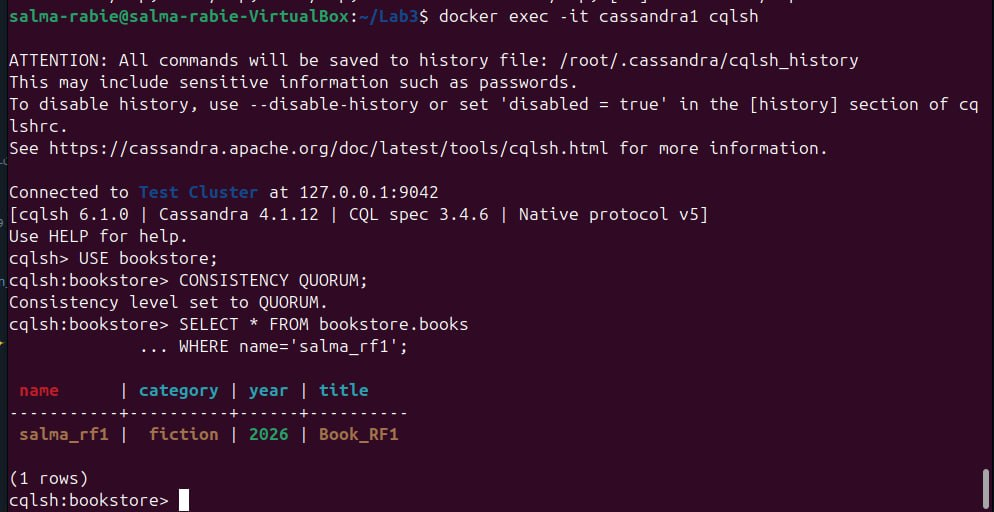 salma-rabie@salma-rabie-VirtualBox:~/Lab3$ docker exec -it cassandra1 cqlsh
ATTENTION: All commands will be saved to history file: /root/.cassandra/cqlsh_history
This may include sensitive information such as passwords.
To disable history, use --disable-history or set 'disabled = true' in the [history] section of cq
lshrc.
See https://cassandra.apache.org/doc/latest/tools/cqlsh.html for more information.
Connected to Test Cluster at 127.0.0.1:9042
[cqlsh 6.1.0 | Cassandra 4.1.12 | CQL spec 3.4.6 | Native protocol v5]
Use HELP for help.
cqlsh> USE bookstore;
cqlsh:bookstore> CONSISTENCY QUORUM;
Consistency level set to QUORUM.
cqlsh:bookstore> SELECT * FROM bookstore.books
             ... WHERE name='salma_rf1';
 name      | category | year | title
-----------+----------+------+----------
 salma_rf1 |  fiction | 2026 | Book_RF1
(1 rows)
cqlsh:bookstore>